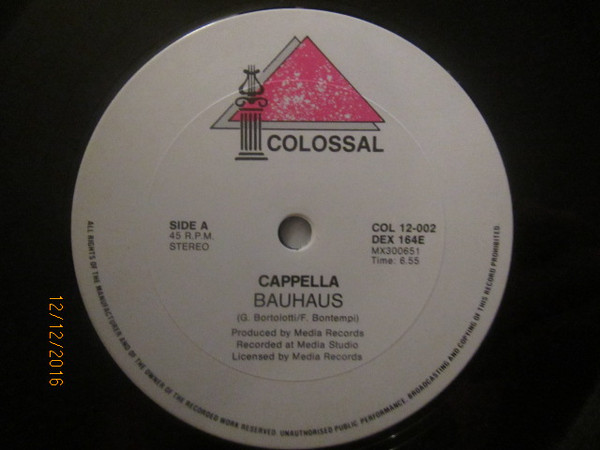 COLOSSAL
SIDE A
45 R.P.M.
STEREO
COL 12-002
DEX 164E
MX300651
Time: 6.55
CAPPELLA
BAUHAUS
(G. Bortolotti/F. Bontempi)
Produced by Media Records
Recorded at Media Studio
Licensed by Media Records
ALL RIGHTS OF THE MANUFACTURER AND OF THE OWNER OF THE RECORDED WORK RESERVED. UNAUTHORISED PUBLIC PERFORMANCE, BROADCASTING AND COPYING OF THIS RECORD PROHIBITED
12/12/2016